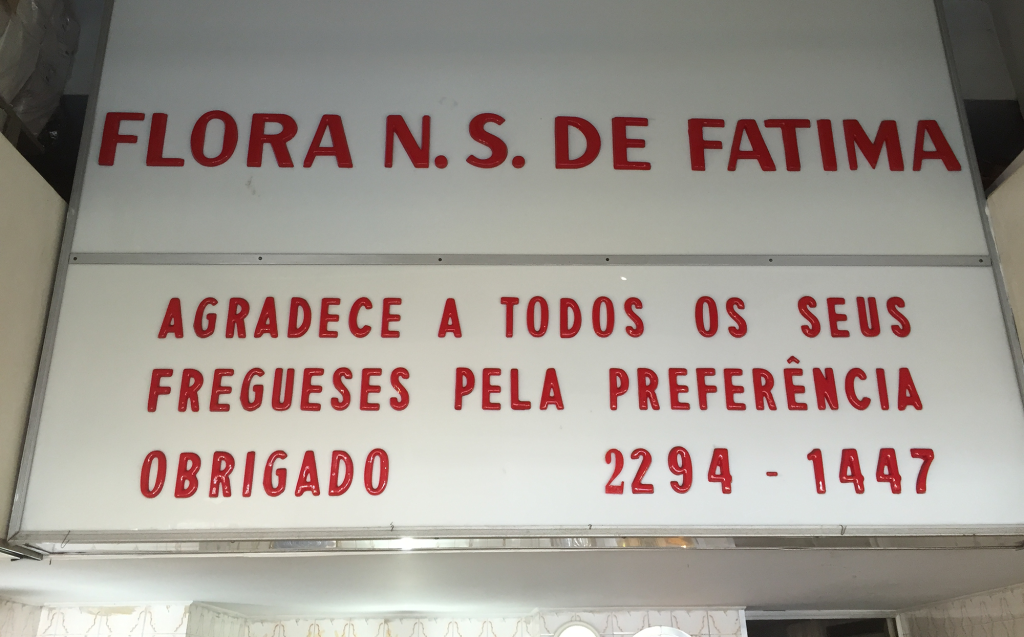 FLORA N. S. DE FATIMA
AGRADECE A TODOS OS SEUS
FREGUESES PELA PREFERÊNCIA
OBRIGADO 2294 - 1447